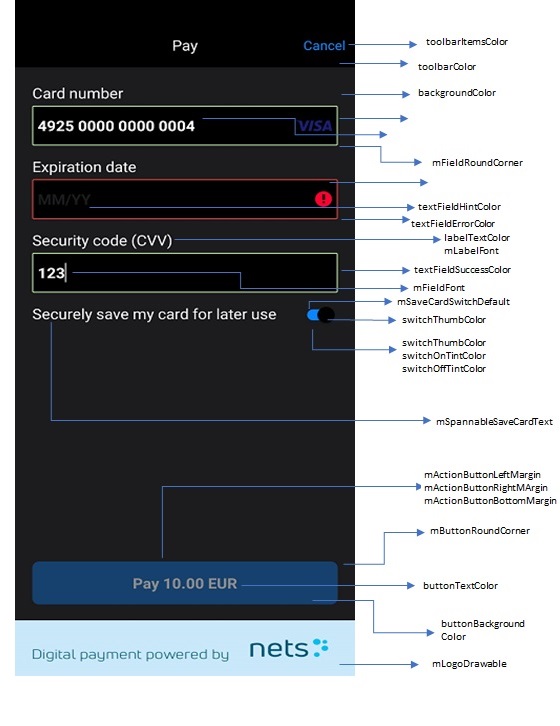 Pay
Cancel
toolbarItemsColor
toolbarColor
Card number
backgroundColor
4925 0000 0000 0004
VISA
Expiration date
mFieldRoundCorner
MM/YY
textFieldHintColor
textFieldErrorColor
Security code (CVV)
labelTextColor
mLabelFont
123
textFieldSuccessColor
mFieldFont
mSaveCardSwitchDefault
Securely save my card for later use
switchThumbColor
switchThumbColor
switchOnTintColor
switchOffTintColor
mSpannableSaveCardText
mActionButtonLeftMargin
mActionButtonRightMArgin
mActionButtonBottomMargin
mButtonRoundCorner
Pay 10.00 EUR
buttonTextColor
buttonBackground
Color
Digital payment powered by nets
mLogoDrawable